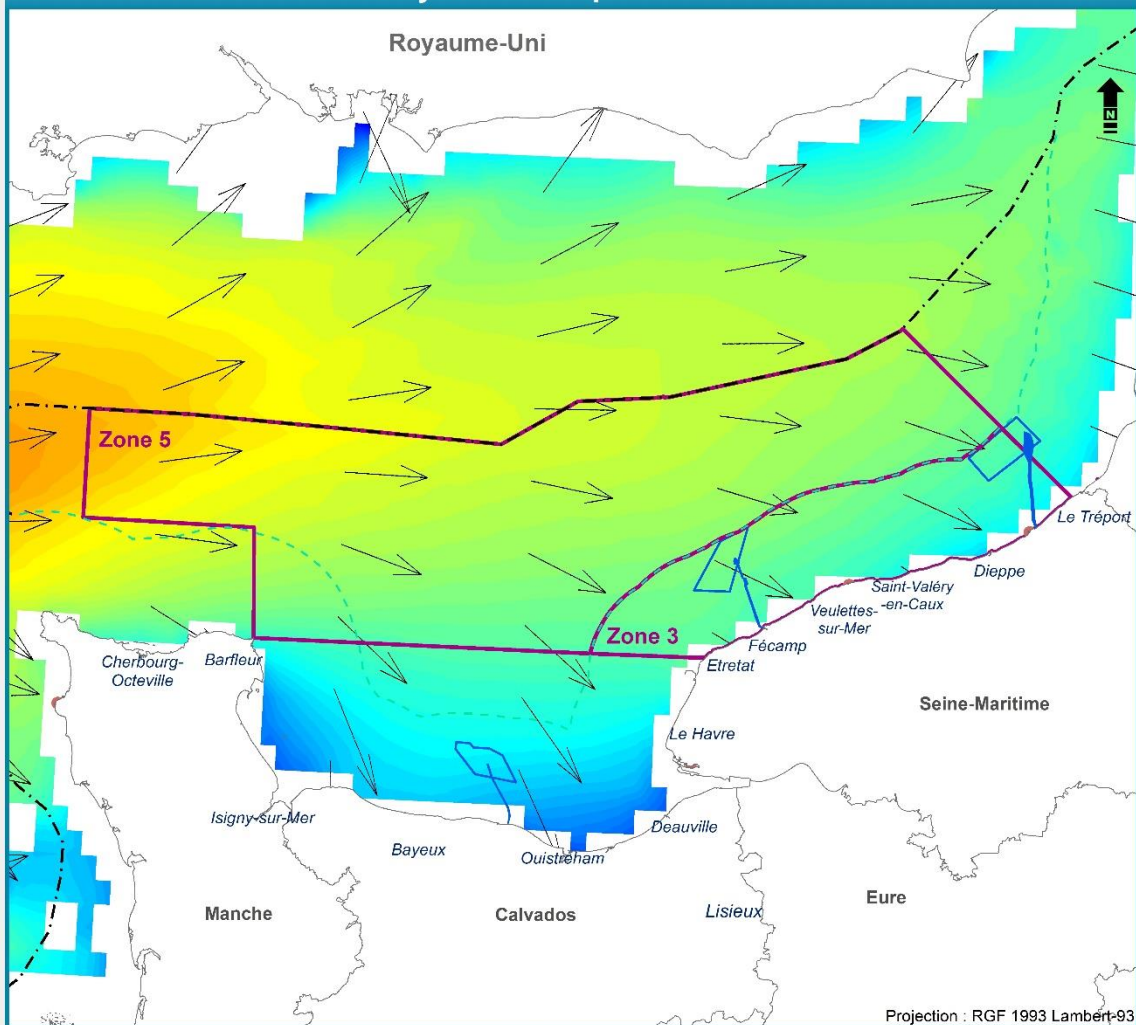 Royaume-Uni
N
Zone 5
Le Tréport
Dieppe
Saint-Valéry
-en-Caux
Veulettes-
sur-Mer
Zone 3
Fécamp
Cherbourg-
Octeville
Barfleur
Etretat
Seine-Maritime
Le Havre
Isigny-sur-Mer
Deauville
Bayeux
Ouistreham
Eure
Manche
Calvados
Lisieux
Projection : RGF 1993 Lambert-93